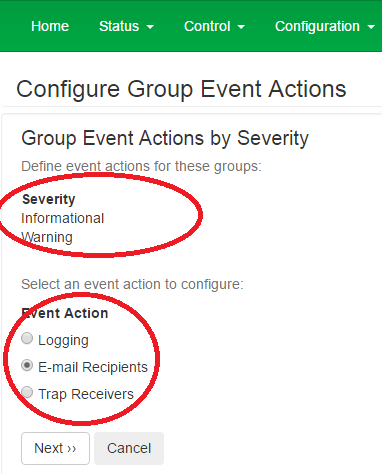 Home Status Control Configuration
Configure Group Event Actions
Group Event Actions by Severity
Define event actions for these groups:
Severity
Informational
Warning
Select an event action to configure:
Event Action
Logging
E-mail Recipients
Trap Receivers
Next ›› Cancel